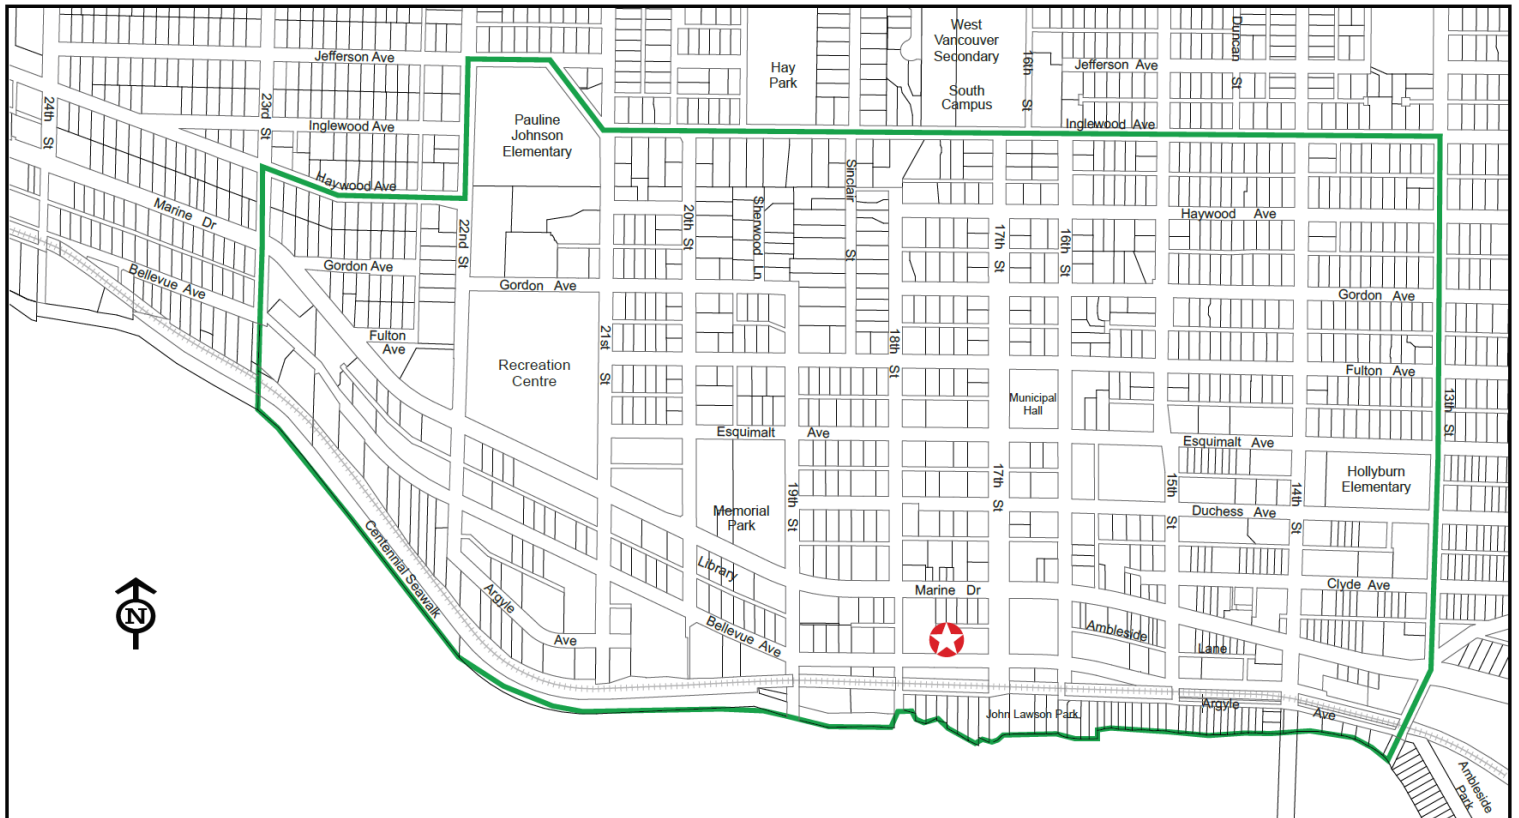 West
Vancouver
Secondary
South
Campus
Duncan St
16th St
Jefferson Ave
Jefferson Ave
Hay
Park
24th St
23rd St
Inglewood Ave
Inglewood Ave
Pauline
Johnson
Elementary
Haywood Ave
Sinclair St
Marine Dr
22nd St
20th St
Sherwood Ln
Haywood Ave
17th St
16th St
Gordon Ave
Bellevue Ave
Gordon Ave
Gordon Ave
Fulton
Ave
21st St
18th St
Recreation
Centre
Fulton Ave
Municipal
Hall
13th St
Esquimalt Ave
Esquimalt Ave
Hollyburn
Elementary
17th St
15th St
14th St
19th St
Memorial
Park
Duchess Ave
Centennial Seawalk
Library
Clyde Ave
Marine Dr
Argyle Ave
N
Bellevue Ave
Ambleside Lane
John Lawson Park
Argyle Ave
Ambleside
Park